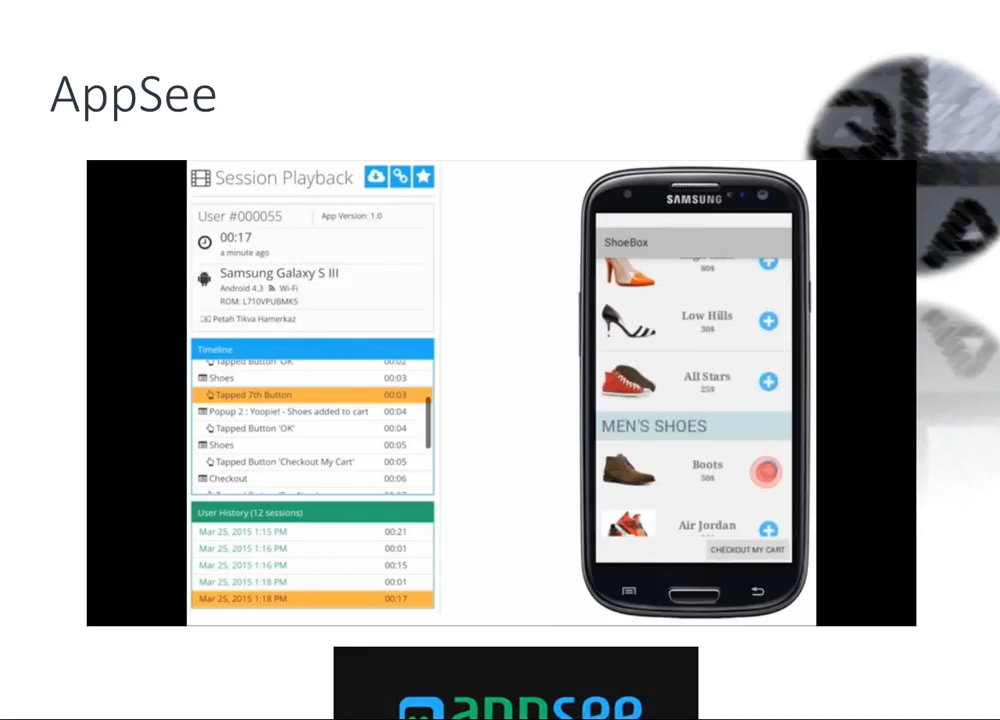 AppSee
Session Playback
User #000055
App Version: 1.0
00:17
a minute ago
Samsung Galaxy S III
Android 4.3 Wi-Fi
ROM: L710VPUBMK5
Petah Tikva Hamerkaz
Timeline
Tapped Button 'OK' 00:02
Shoes 00:03
Tapped 7th Button 00:03
Popup 2 : Yoopie! - Shoes added to cart 00:04
Tapped Button 'OK' 00:04
Shoes 00:05
Tapped Button 'Checkout My Cart' 00:05
Checkout 00:06
User History (12 sessions)
Mar 25, 2015 1:15 PM 00:21
Mar 25, 2015 1:16 PM 00:01
Mar 25, 2015 1:16 PM 00:15
Mar 25, 2015 1:18 PM 00:01
Mar 25, 2015 1:18 PM 00:17
SAMSUNG
ShoeBox
80$
Low Hills
30$
All Stars
25$
MEN'S SHOES
Boots
50$
Air Jordan
CHECKOUT MY CART
appsee